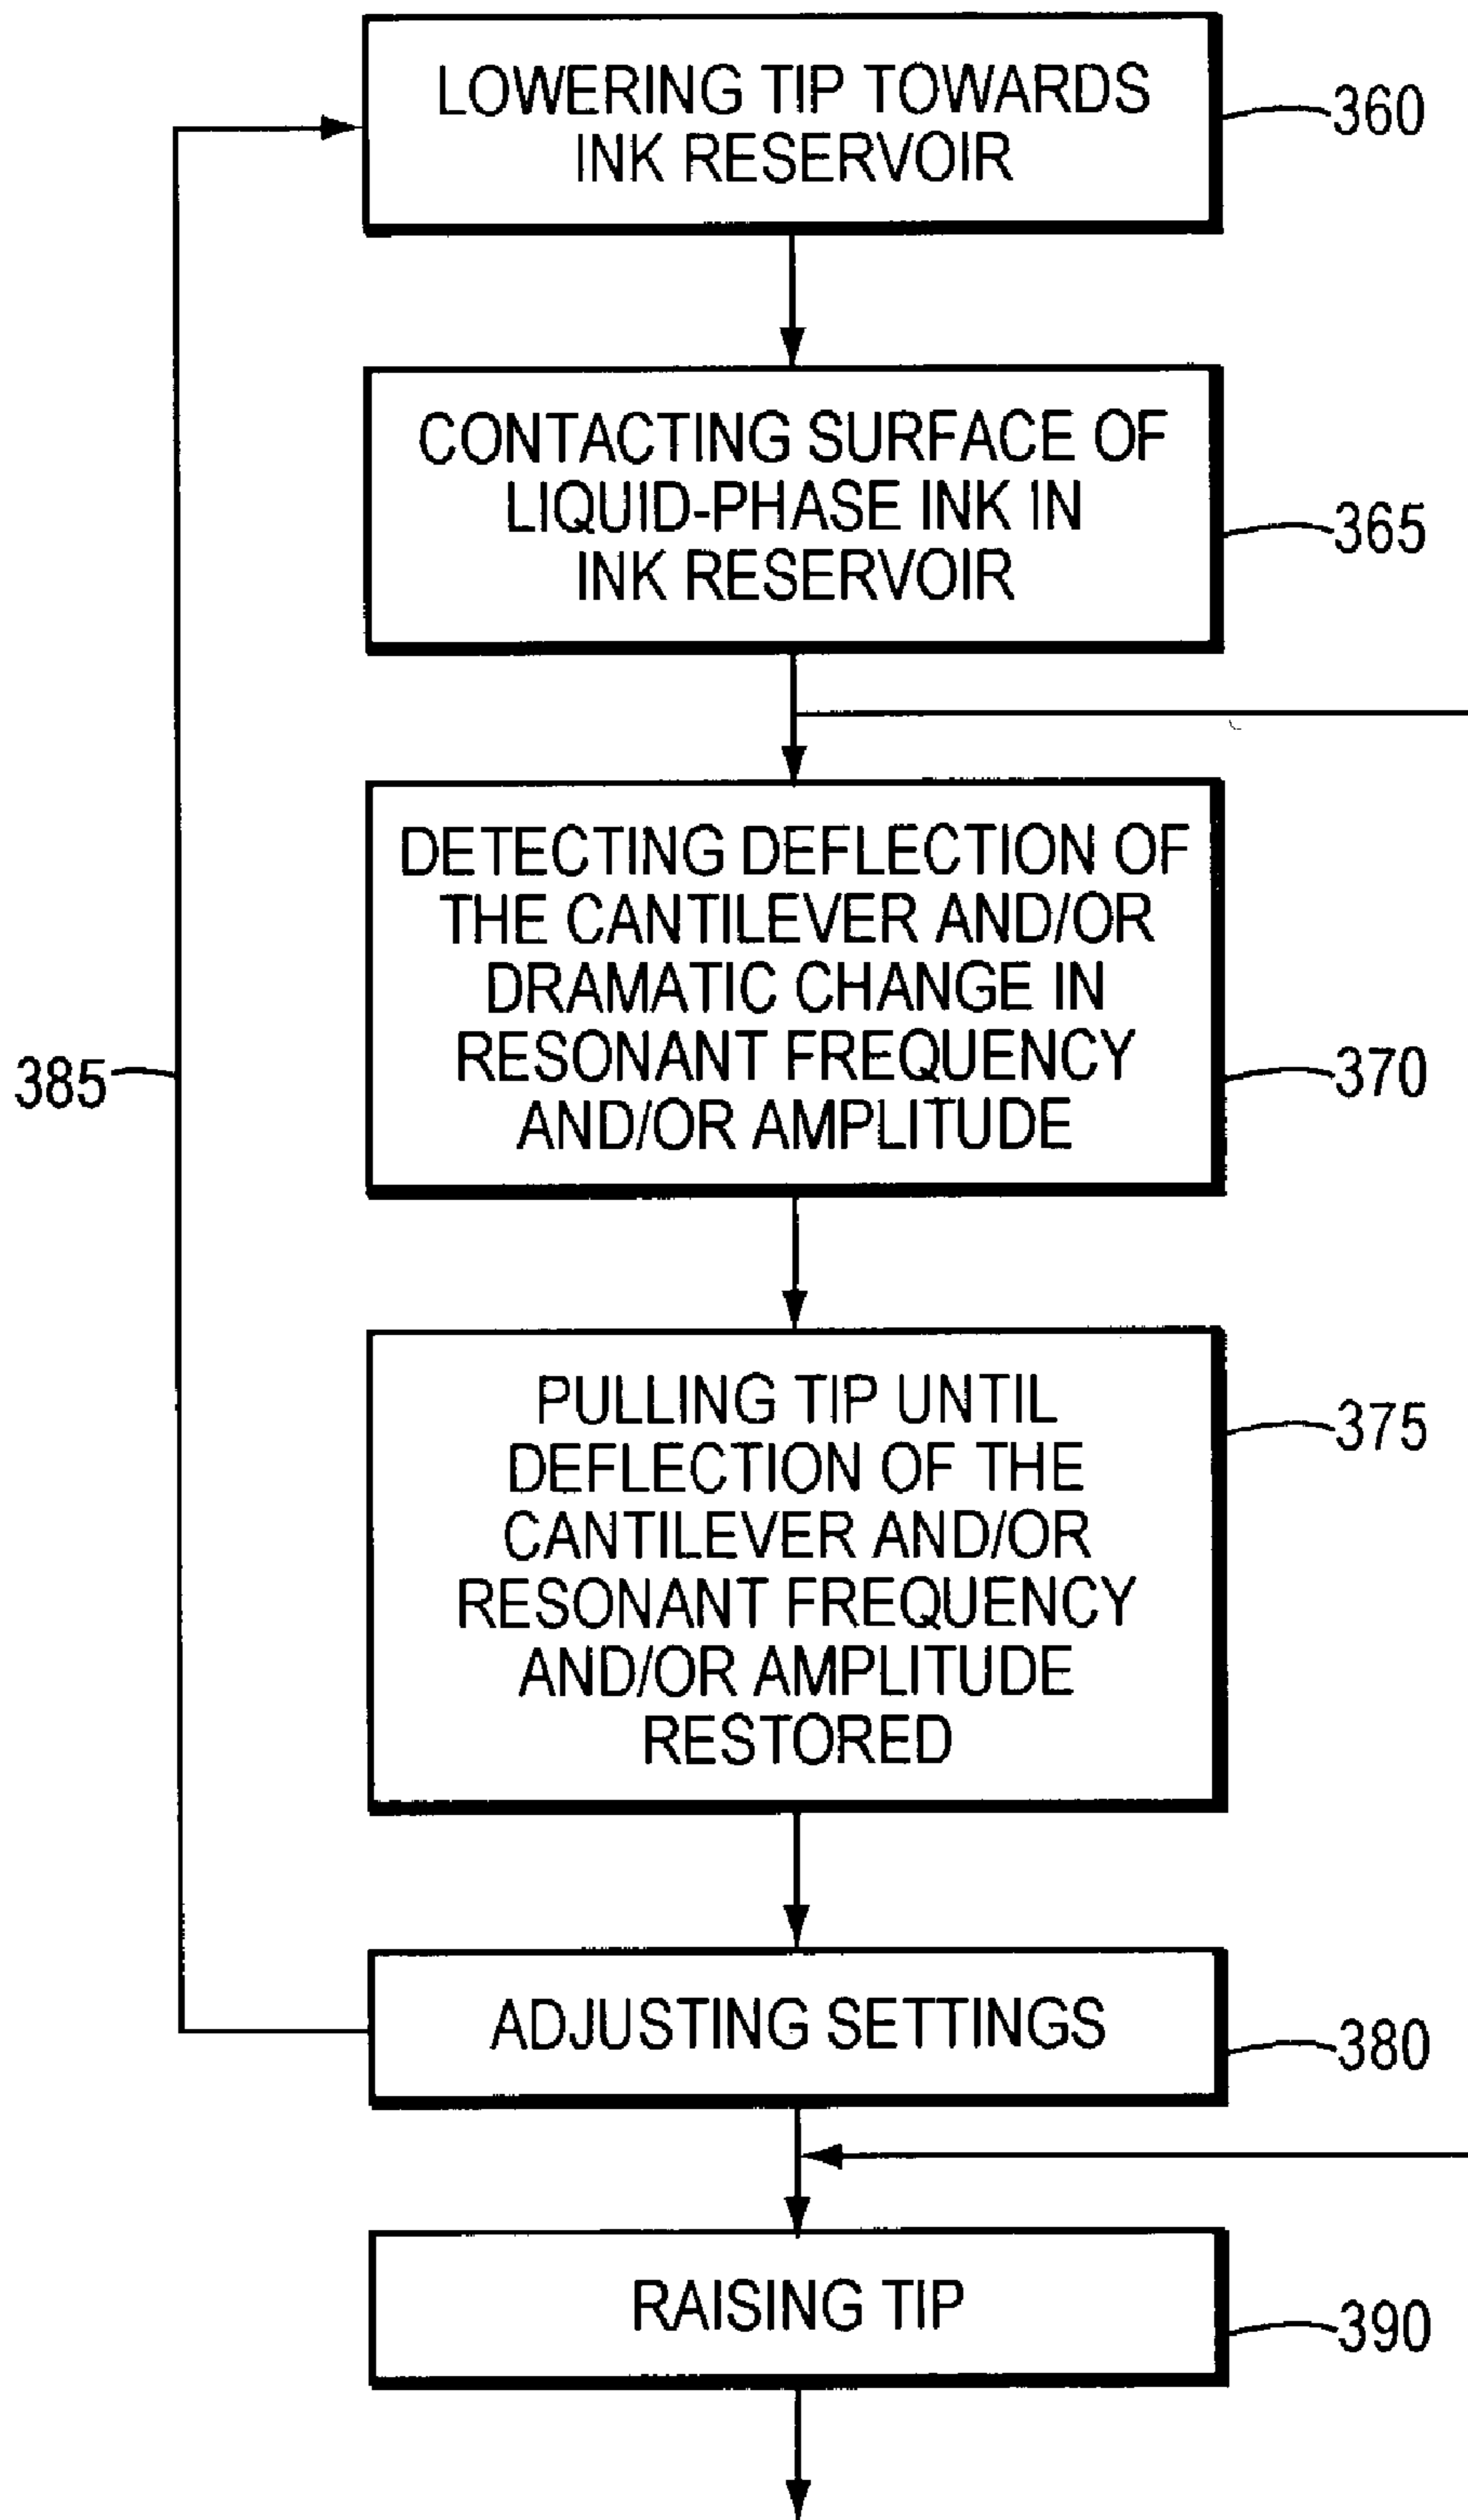 LOWERING TIP TOWARDS
INK RESERVOIR
360
CONTACTING SURFACE OF
LIQUID-PHASE INK IN
INK RESERVOIR
365
DETECTING DEFLECTION OF
THE CANTILEVER AND/OR
DRAMATIC CHANGE IN
RESONANT FREQUENCY
AND/OR AMPLITUDE
385
370
PULLING TIP UNTIL
DEFLECTION OF THE
CANTILEVER AND/OR
RESONANT FREQUENCY
AND/OR AMPLITUDE
RESTORED
375
ADJUSTING SETTINGS
380
RAISING TIP
390